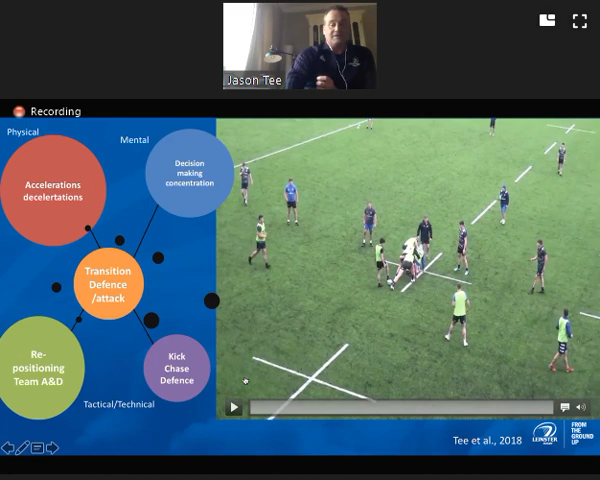 Jason Tee
Recording
Physical
Mental
Accelerations
decelertations
Decision
making
concentration
Transition
Defence
/attack
Re-
positioning
Team A&D
Kick
Chase
Defence
Tactical/Technical
Tee et al., 2018
LEINSTER
FROM
THE
GROUND
UP